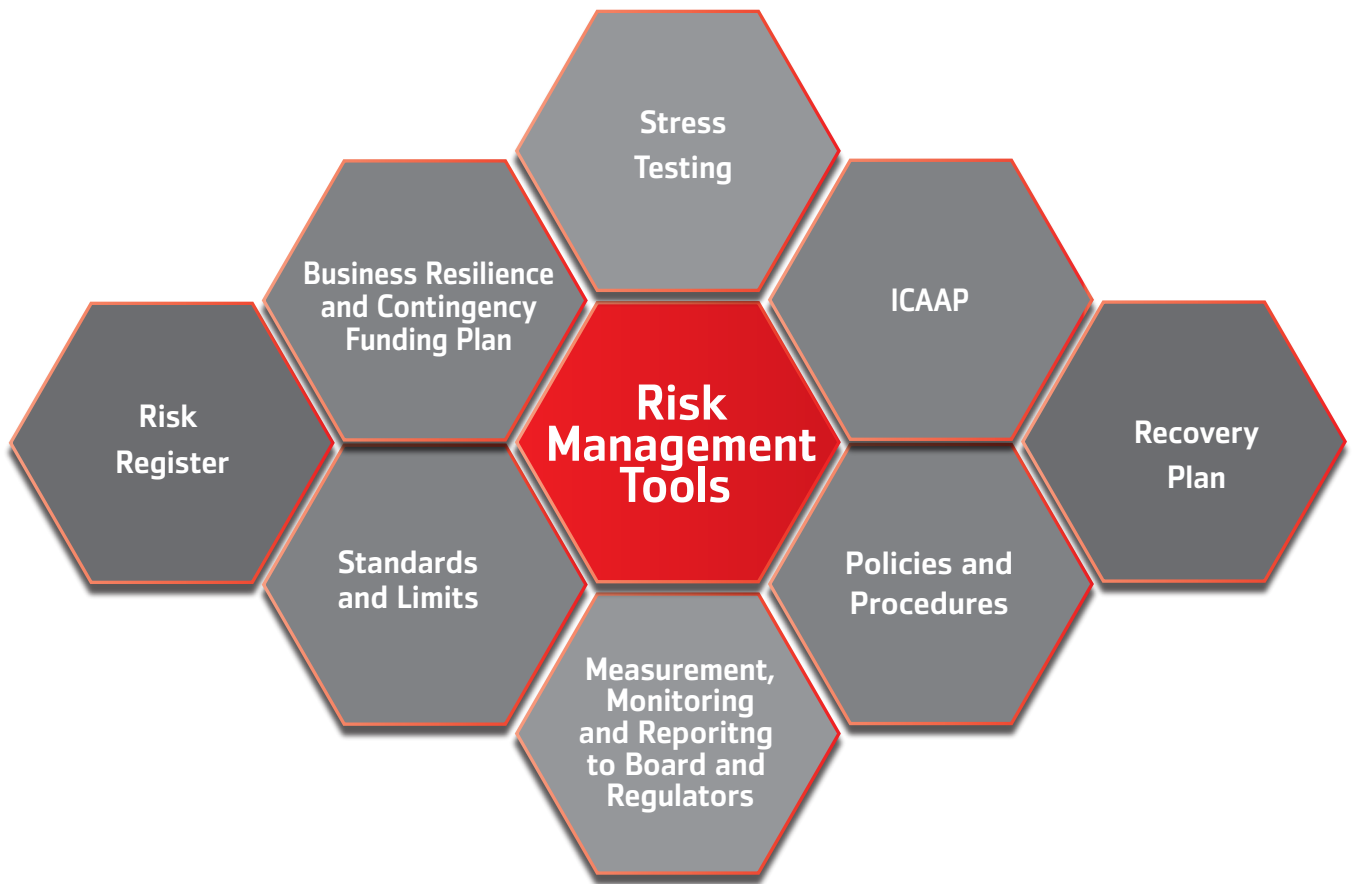 Stress
Testing
Business Resilience
and Contingency
Funding Plan
ICAAP
Risk
Register
Risk
Management
Tools
Recovery
Plan
Standards
and Limits
Policies and
Procedures
Measurement,
Monitoring
and Reporitng
to Board and
Regulators